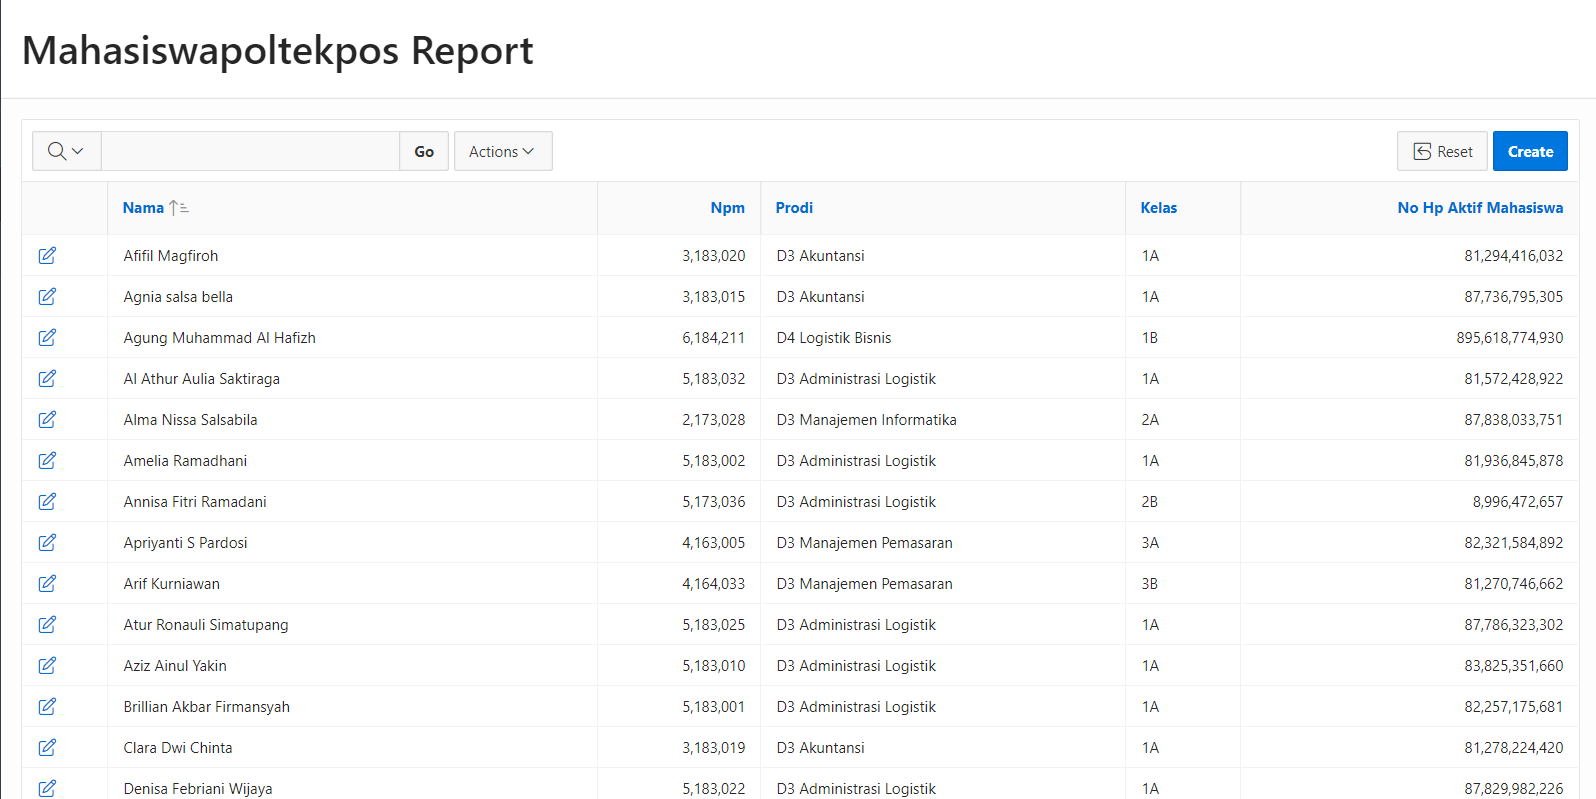 Mahasiswapoltekpos Report
Go Actions Reset Create
Nama Npm Prodi Kelas No Hp Aktif Mahasiswa
Afifil Magfiroh 3,183,020 D3 Akuntansi 1A 81,294,416,032
Agnia salsa bella 3,183,015 D3 Akuntansi 1A 87,736,795,305
Agung Muhammad Al Hafizh 6,184,211 D4 Logistik Bisnis 1B 895,618,774,930
Al Athur Aulia Saktiraga 5,183,032 D3 Administrasi Logistik 1A 81,572,428,922
Alma Nissa Salsabila 2,173,028 D3 Manajemen Informatika 2A 87,838,033,751
Amelia Ramadhani 5,183,002 D3 Administrasi Logistik 1A 81,936,845,878
Annisa Fitri Ramadani 5,173,036 D3 Administrasi Logistik 2B 8,996,472,657
Apriyanti S Pardosi 4,163,005 D3 Manajemen Pemasaran 3A 82,321,584,892
Arif Kurniawan 4,164,033 D3 Manajemen Pemasaran 3B 81,270,746,662
Atur Ronauli Simatupang 5,183,025 D3 Administrasi Logistik 1A 87,786,323,302
Aziz Ainul Yakin 5,183,010 D3 Administrasi Logistik 1A 83,825,351,660
Brillian Akbar Firmansyah 5,183,001 D3 Administrasi Logistik 1A 82,257,175,681
Clara Dwi Chinta 3,183,019 D3 Akuntansi 1A 81,278,224,420
Denisa Febriani Wijaya 5,183,022 D3 Administrasi Logistik 1A 87,829,982,226